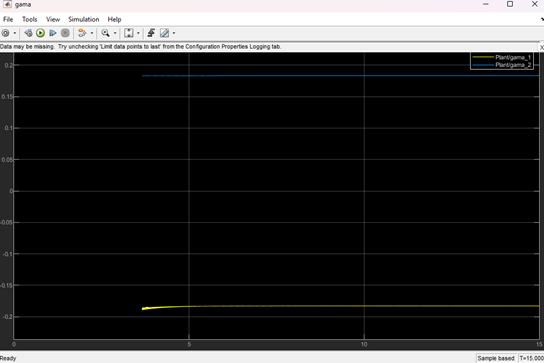 gama
File Tools View Simulation Help
Data may be missing. Try unchecking 'Limit data points to last' from the Configuration Properties Logging tab.
Plant/gama_1
Plant/gama_2
0.2
0.15
0.1
0.05
0
-0.05
-0.1
-0.15
-0.2
0 5 10 15
Ready Sample based T=15.000